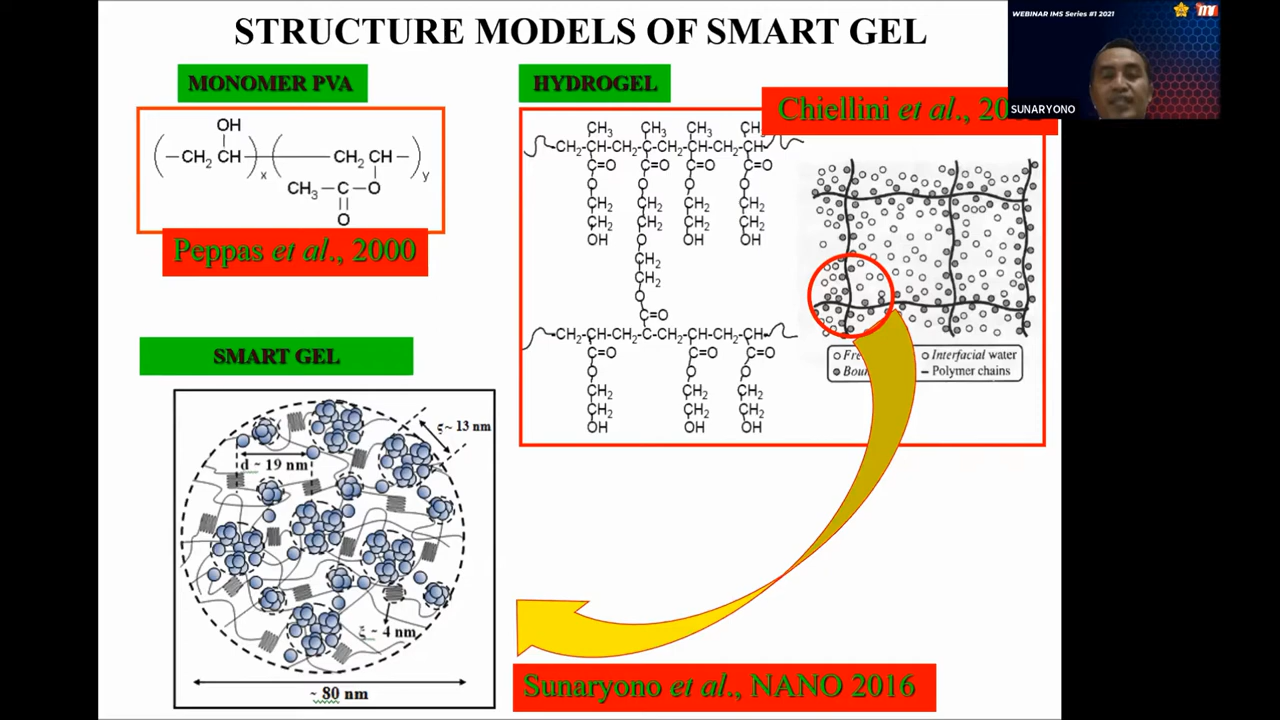 STRUCTURE MODELS OF SMART GEL
WEBINAR IMS Series #1 2021
SUNARYONO
MONOMER PVA
OH
CH2 CH
x
CH2 CH
y
CH3 C O
O
Peppas et al., 2000
HYDROGEL
Chiellini et al.,
CH3 CH3 CH3 CH3
CH2-CH-CH2-C-CH2-CH-CH2-CH
C=O C=O C=O C=O
O O O O
CH2 CH2 CH2 CH2
CH2 CH2 CH2 CH2
OH O OH OH
CH2
CH2
O
C=O
CH2-CH-CH2-C-CH2-CH-CH2-CH
C=O C=O C=O
O O O
CH2 CH2 CH2
CH2 CH2 CH2
OH OH OH
Interfacial water
Polymer chains
SMART GEL
~ 13 nm
d ~ 19 nm
ξ ~ 4 nm
~ 80 nm
Sunaryono et al., NANO 2016